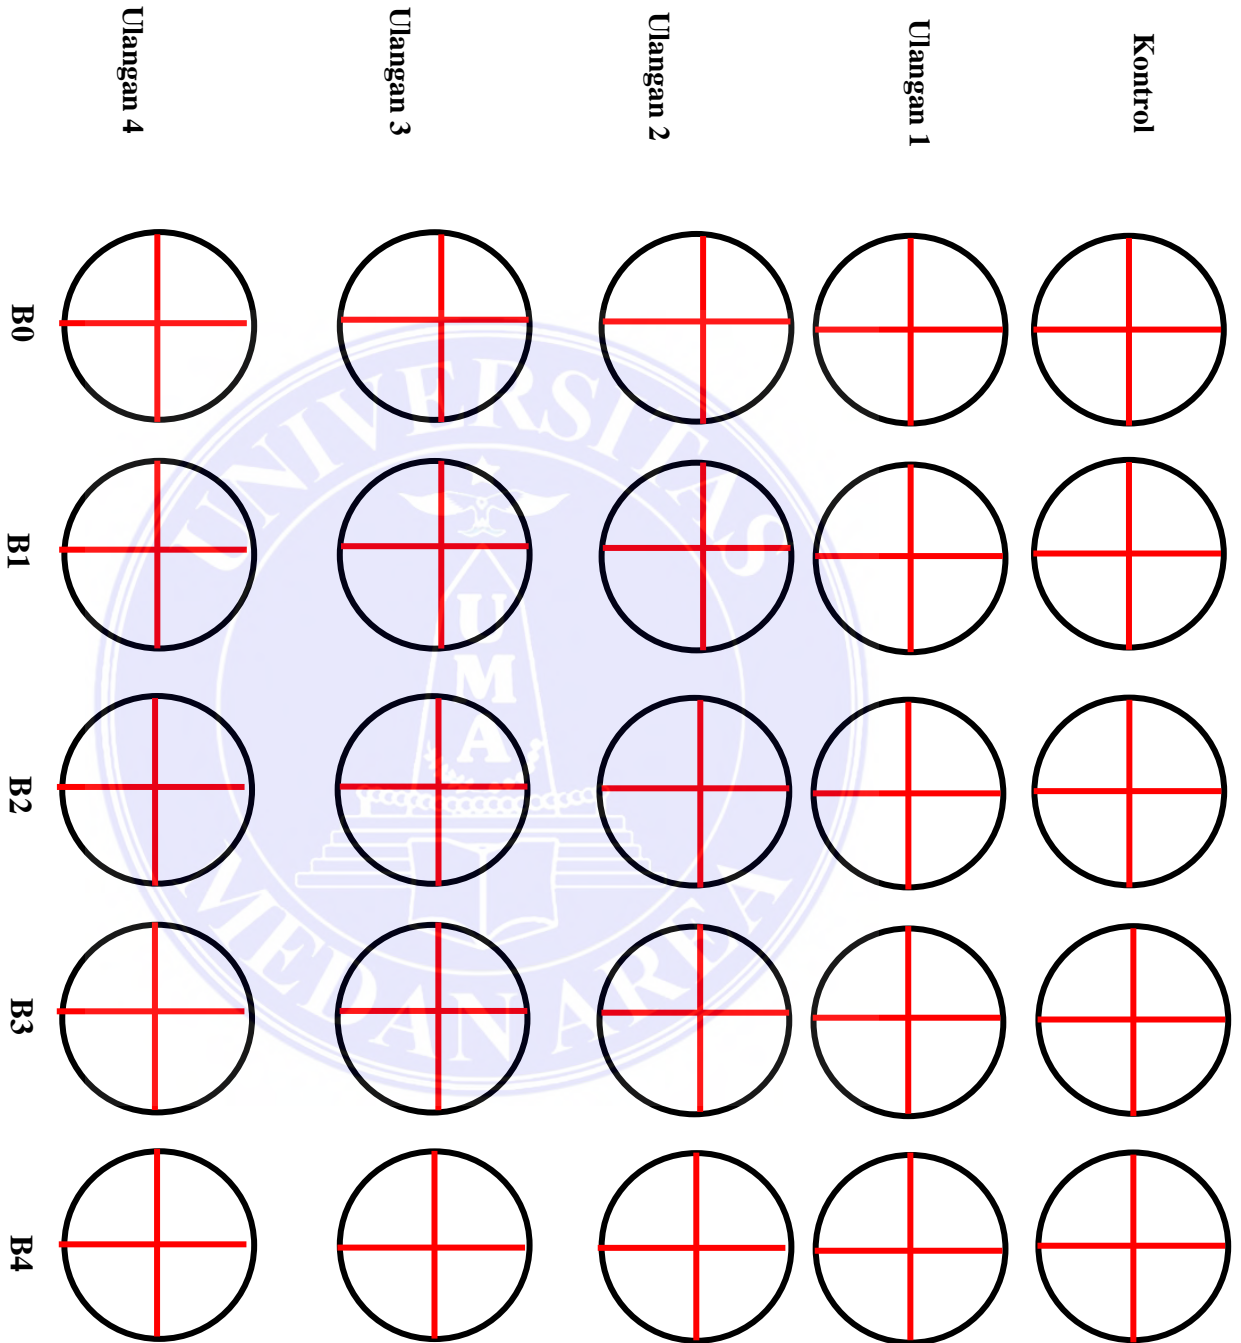 Kontrol
Ulangan 1
Ulangan 2
Ulangan 3
Ulangan 4
B0
B1
B2
B3
B4
UNIVERSITAS
UMA
MEDAN AREA